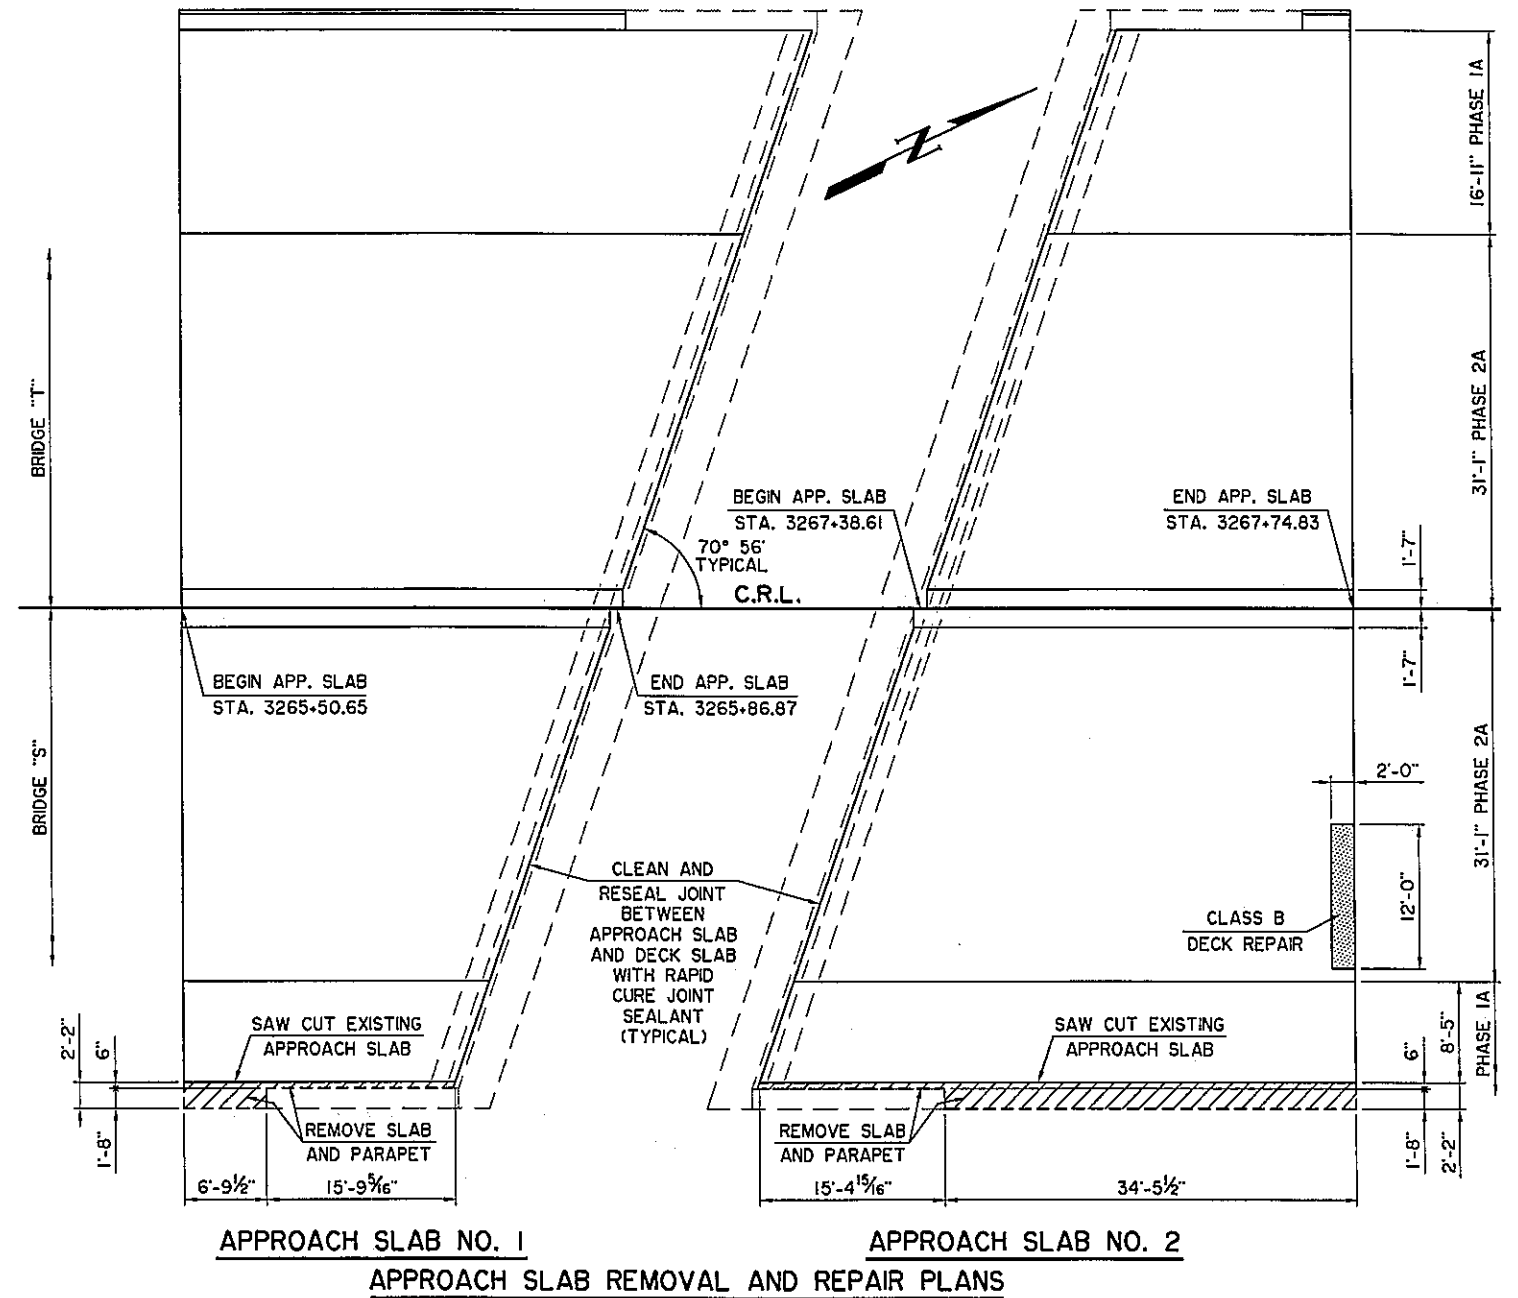 16'-11" PHASE 1A
N
BRIDGE "T"
31'-1" PHASE 2A
BEGIN APP. SLAB
STA. 3267+38.61
END APP. SLAB
STA. 3267+74.83
70° 56'
TYPICAL
C.R.L.
1'-7"
1'-7"
BEGIN APP. SLAB
STA. 3265+50.65
END APP. SLAB
STA. 3265+86.87
BRIDGE "S"
31'-1" PHASE 2A
2'-0"
12'-0"
CLASS B
DECK REPAIR
CLEAN AND
RESEAL JOINT
BETWEEN
APPROACH SLAB
AND DECK SLAB
WITH RAPID
CURE JOINT
SEALANT
(TYPICAL)
SAW CUT EXISTING
APPROACH SLAB
SAW CUT EXISTING
APPROACH SLAB
2'-2"
6"
1'-8"
6"
8'-5"
PHASE 1A
1'-8"
2'-2"
REMOVE SLAB
AND PARAPET
REMOVE SLAB
AND PARAPET
6'-9½"
15'-9 5/16"
15'-4 15/16"
34'-5½"
APPROACH SLAB NO. 1
APPROACH SLAB NO. 2
APPROACH SLAB REMOVAL AND REPAIR PLANS